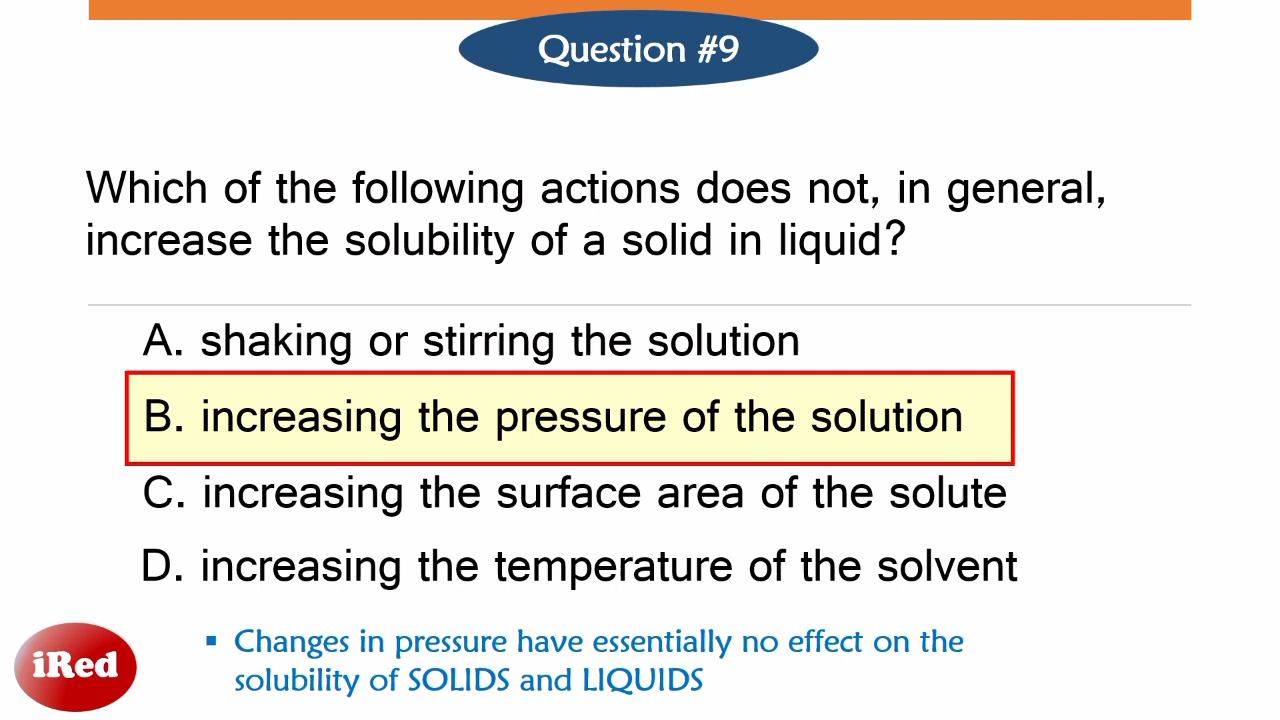 Question #9
Which of the following actions does not, in general,
increase the solubility of a solid in liquid?
A. shaking or stirring the solution
B. increasing the pressure of the solution
C. increasing the surface area of the solute
D. increasing the temperature of the solvent
▪ Changes in pressure have essentially no effect on the
solubility of SOLIDS and LIQUIDS
iRed